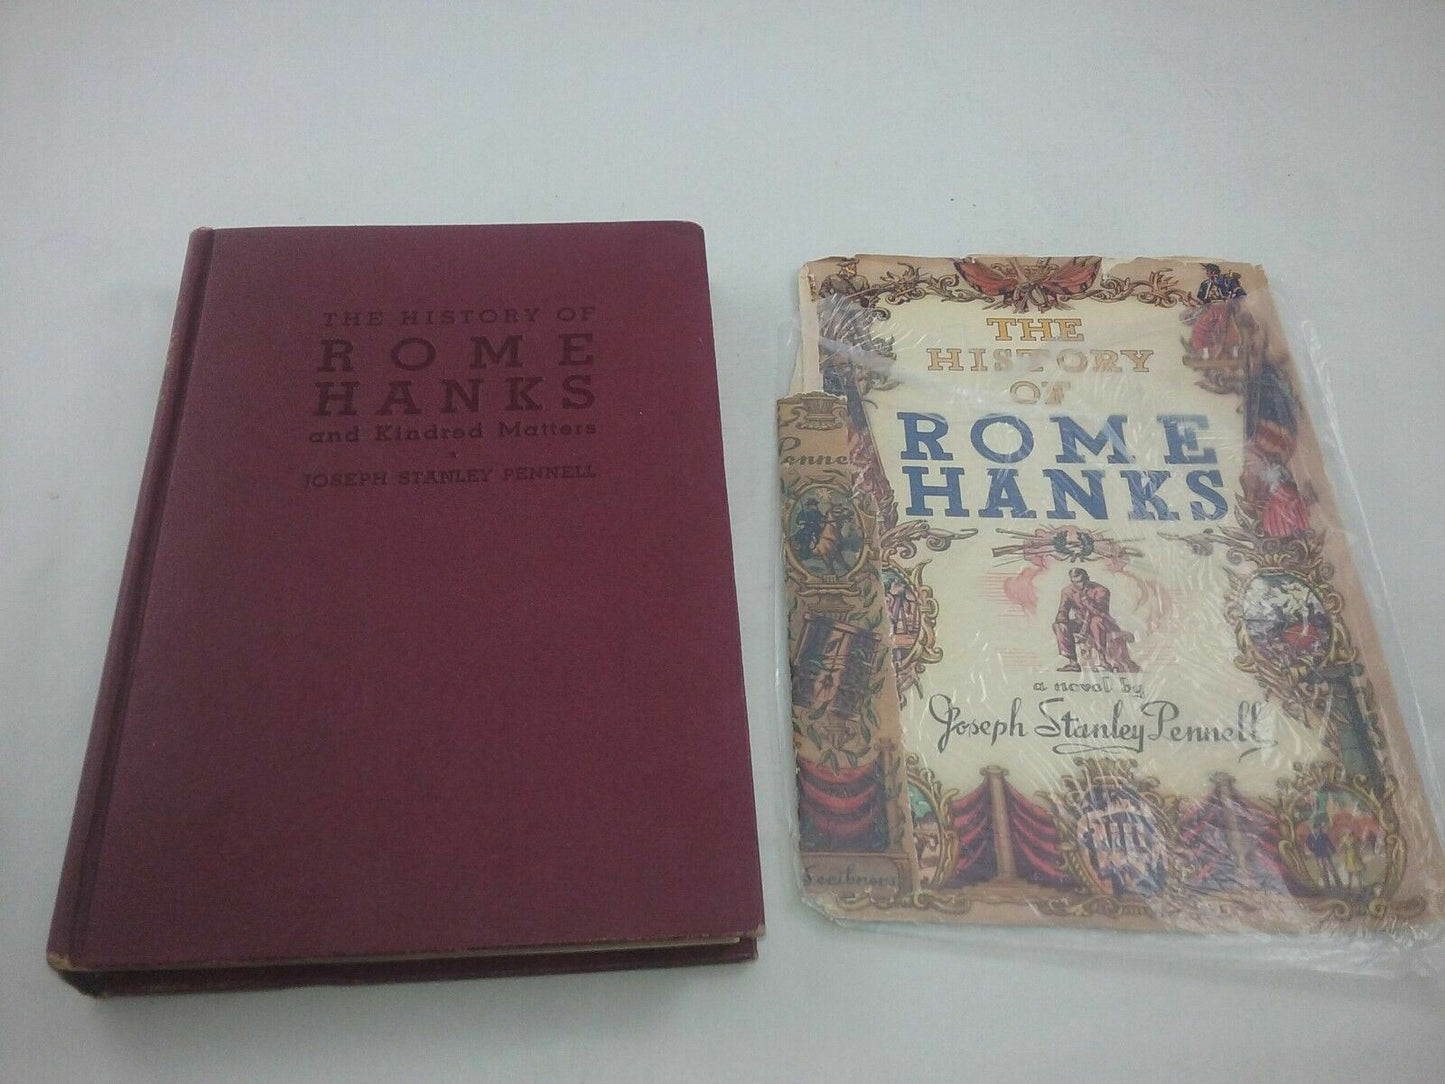 THE HISTORY OF
ROME
HANKS
and Kindred Matters
JOSEPH STANLEY PENNELL
THE
HISTORY
OF
ROME
HANKS
a novel by
Joseph Stanley Pennell
Pennel
Scribners